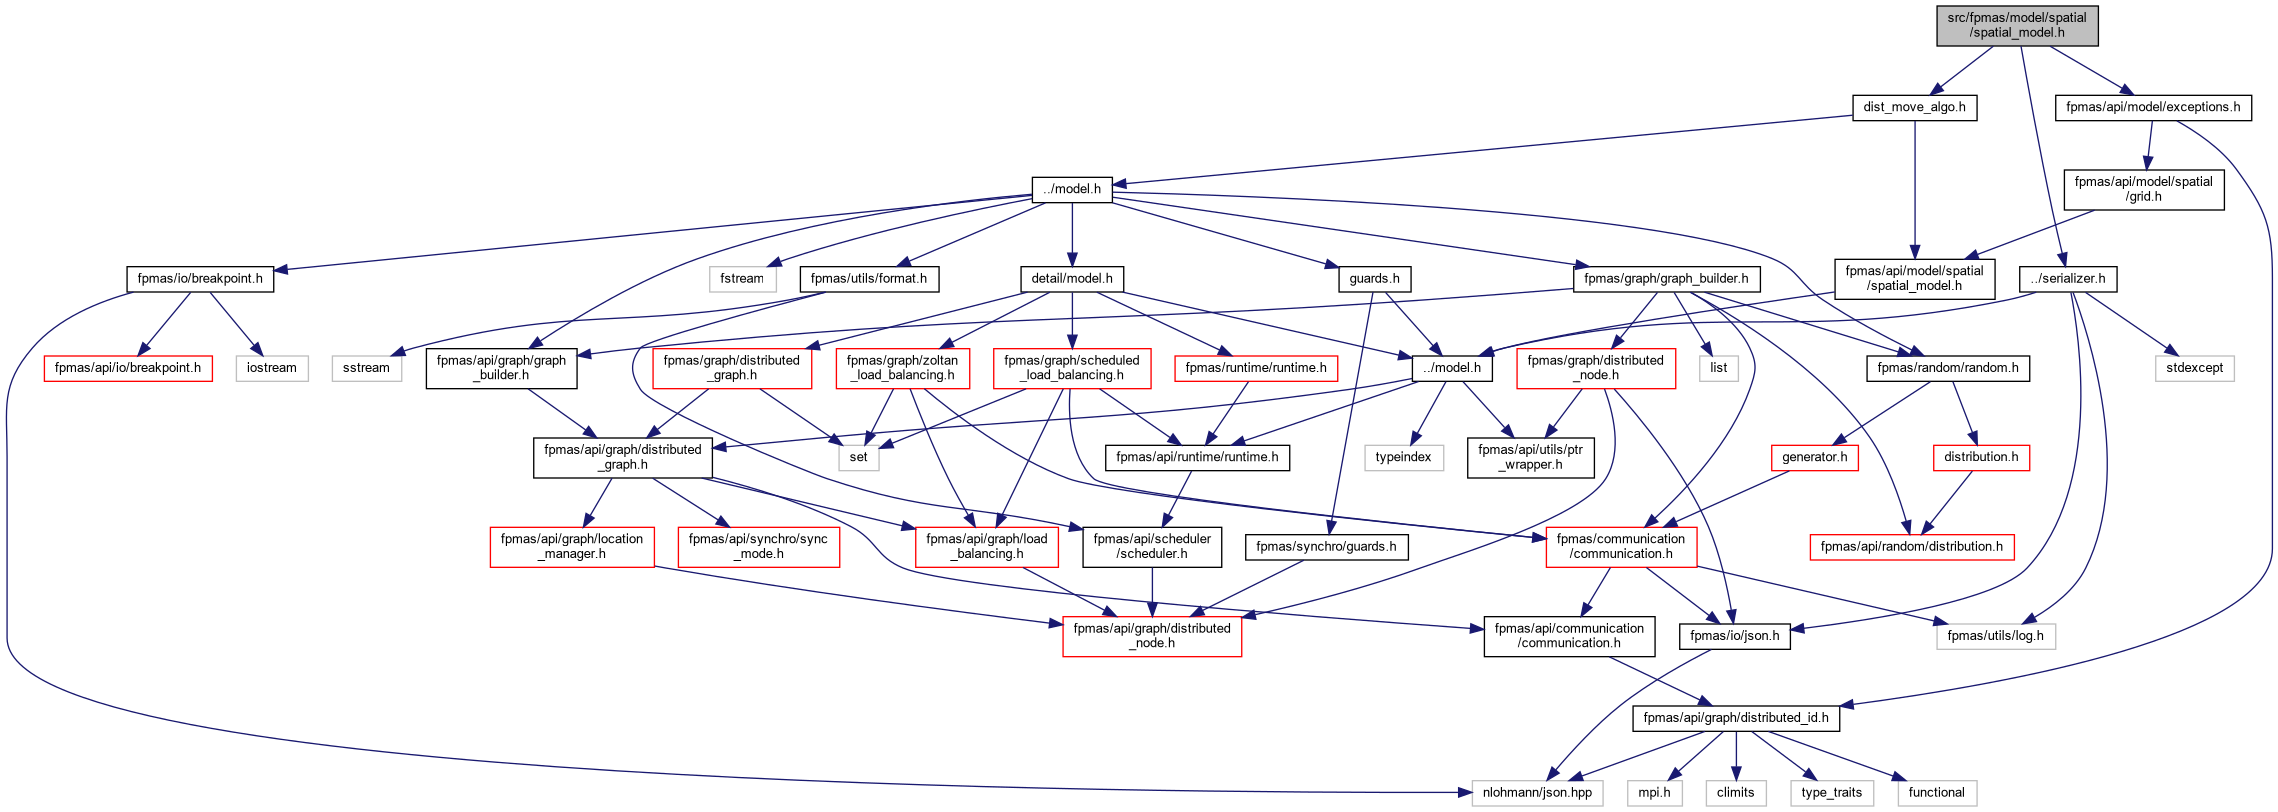 src/fpmas/model/spatial
/spatial_model.h
dist_move_algo.h
fpmas/api/model/exceptions.h
../model.h
fpmas/api/model/spatial
/grid.h
fpmas/io/breakpoint.h
fstream
fpmas/utils/format.h
detail/model.h
guards.h
fpmas/graph/graph_builder.h
fpmas/api/model/spatial
/spatial_model.h
../serializer.h
fpmas/api/io/breakpoint.h
iostream
sstream
fpmas/api/graph/graph
_builder.h
fpmas/graph/distributed
_graph.h
fpmas/graph/zoltan
_load_balancing.h
fpmas/graph/scheduled
_load_balancing.h
fpmas/runtime/runtime.h
../model.h
fpmas/graph/distributed
_node.h
list
fpmas/random/random.h
stdexcept
fpmas/api/graph/distributed
_graph.h
set
fpmas/api/runtime/runtime.h
typeindex
fpmas/api/utils/ptr
_wrapper.h
generator.h
distribution.h
fpmas/api/graph/location
_manager.h
fpmas/api/synchro/sync
_mode.h
fpmas/api/graph/load
_balancing.h
fpmas/api/scheduler
/scheduler.h
fpmas/synchro/guards.h
fpmas/communication
/communication.h
fpmas/api/random/distribution.h
fpmas/api/graph/distributed
_node.h
fpmas/api/communication
/communication.h
fpmas/io/json.h
fpmas/utils/log.h
fpmas/api/graph/distributed_id.h
nlohmann/json.hpp
mpi.h
climits
type_traits
functional